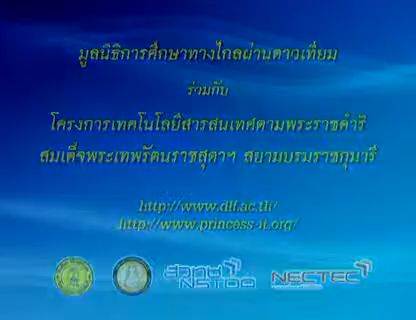 มูลนิธิการศึกษาทางไกลผ่านดาวเทียม
ร่วมกับ
โครงการเทคโนโลยีสารสนเทศตามพระราชดำริ
สมเด็จพระเทพรัตนราชสุดาฯ สยามบรมราชกุมารี
http://www.dlf.ac.th/
http://www.princess-it.org/
สวทช
NSTDA
NECTEC